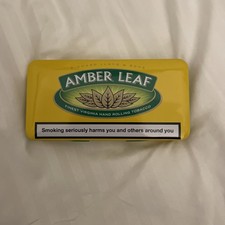 AMBER LEAF
FINEST VIRGINIA HAND ROLLING TOBACCO
Smoking seriously harms you and others around you